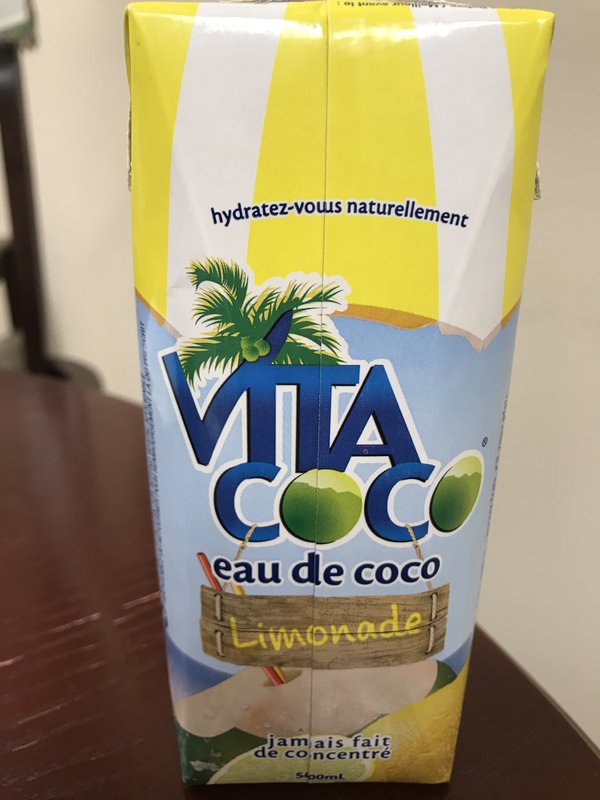 hydratez-vous naturellement
VITA
COCO
®
eau de coco
Limonade
jamais fait
de concentré
500mL